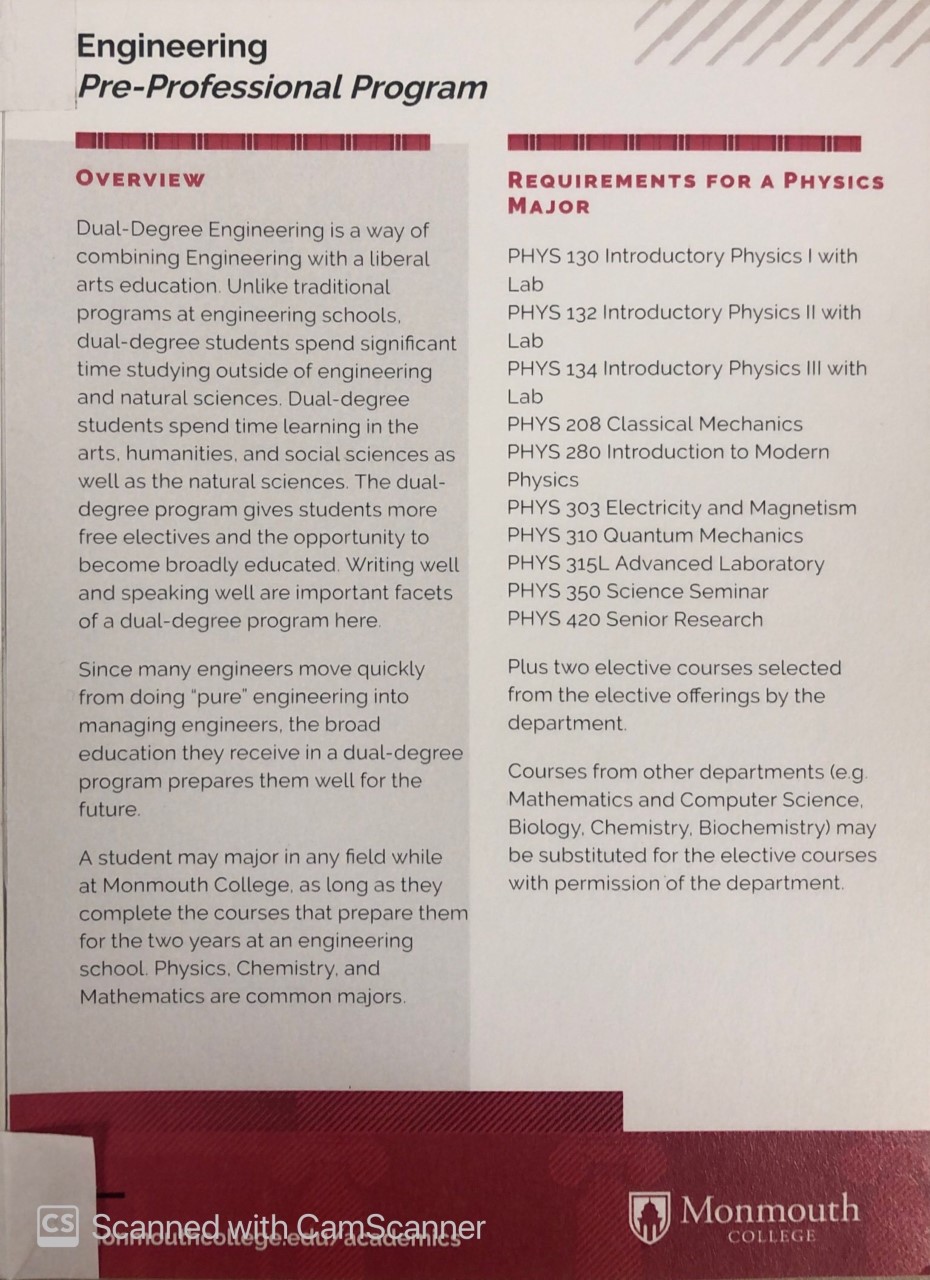 Engineering
Pre-Professional Program
OVERVIEW
Dual-Degree Engineering is a way of
combining Engineering with a liberal
arts education. Unlike traditional
programs at engineering schools,
dual-degree students spend significant
time studying outside of engineering
and natural sciences. Dual-degree
students spend time learning in the
arts, humanities, and social sciences as
well as the natural sciences. The dual-
degree program gives students more
free electives and the opportunity to
become broadly educated. Writing well
and speaking well are important facets
of a dual-degree program here.
Since many engineers move quickly
from doing “pure” engineering into
managing engineers, the broad
education they receive in a dual-degree
program prepares them well for the
future.
A student may major in any field while
at Monmouth College, as long as they
complete the courses that prepare them
for the two years at an engineering
school. Physics, Chemistry, and
Mathematics are common majors.
REQUIREMENTS FOR A PHYSICS
MAJOR
PHYS 130 Introductory Physics I with
Lab
PHYS 132 Introductory Physics II with
Lab
PHYS 134 Introductory Physics III with
Lab
PHYS 208 Classical Mechanics
PHYS 280 Introduction to Modern
Physics
PHYS 303 Electricity and Magnetism
PHYS 310 Quantum Mechanics
PHYS 315L Advanced Laboratory
PHYS 350 Science Seminar
PHYS 420 Senior Research
Plus two elective courses selected
from the elective offerings by the
department.
Courses from other departments (e.g.
Mathematics and Computer Science,
Biology, Chemistry, Biochemistry) may
be substituted for the elective courses
with permission of the department.
CS Scanned with CamScanner
onmouthcollege.edu/academics
Monmouth
COLLEGE